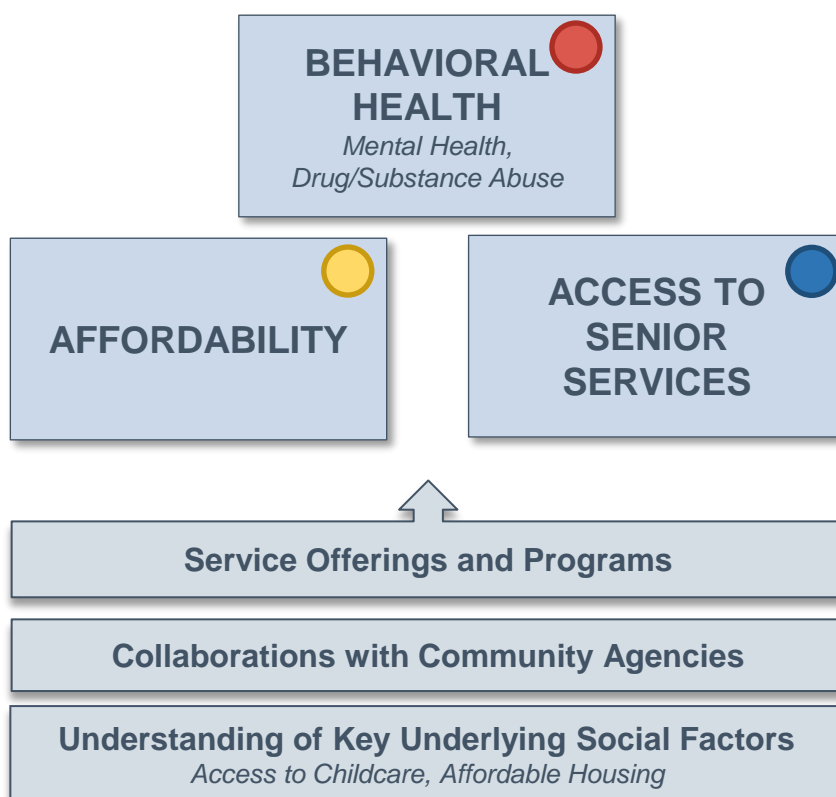 BEHAVIORAL
HEALTH
Mental Health,
Drug/Substance Abuse
AFFORDABILITY
ACCESS TO
SENIOR
SERVICES
Service Offerings and Programs
Collaborations with Community Agencies
Understanding of Key Underlying Social Factors
Access to Childcare, Affordable Housing